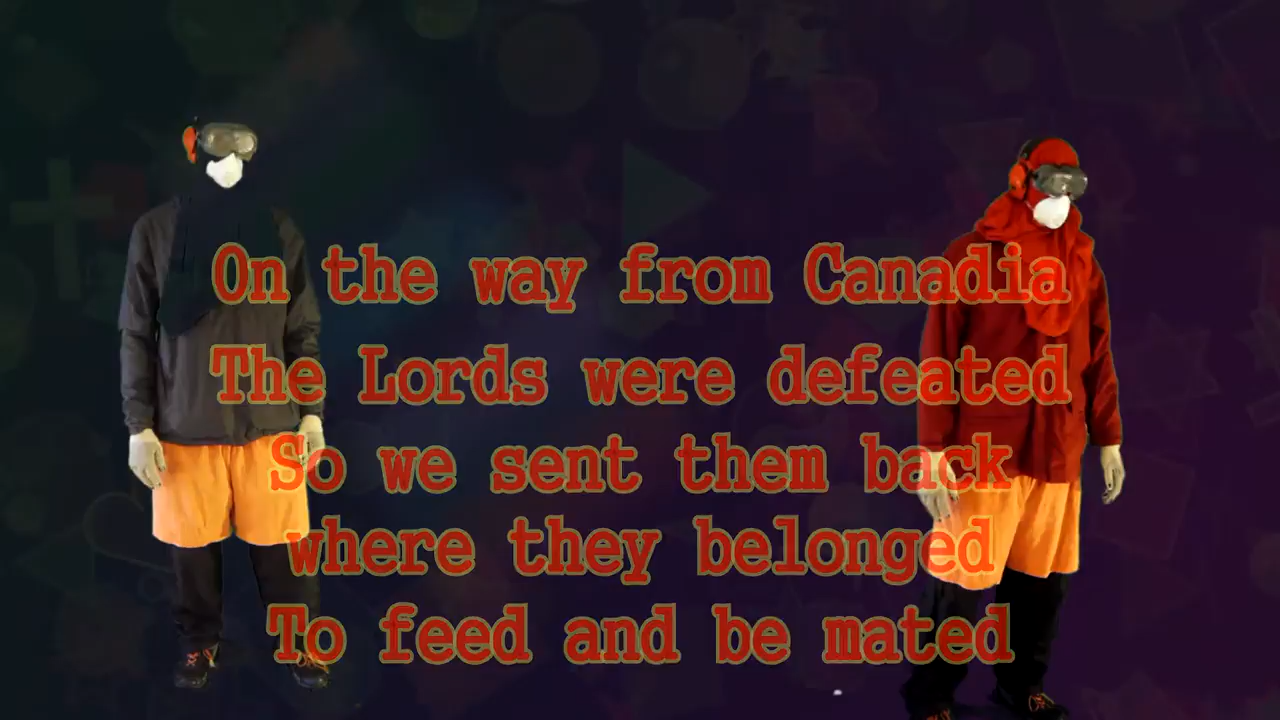 On the way from Canadia
The Lords were defeated
So we sent them back
where they belonged
To feed and be mated